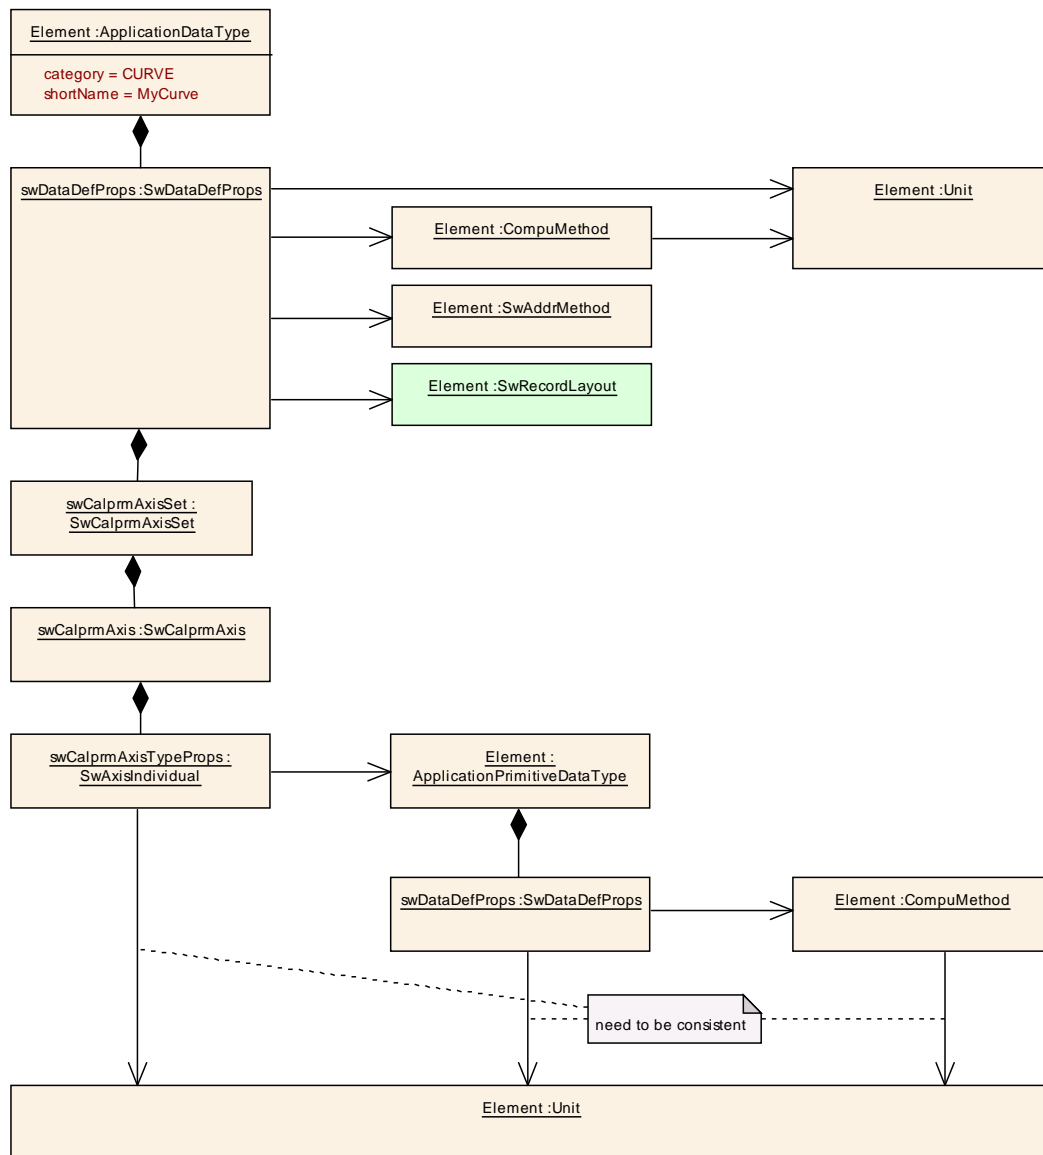 Element :ApplicationDataType
category = CURVE
shortName = MyCurve
swDataDefProps :SwDataDefProps
Element :Unit
Element :CompuMethod
Element :SwAddrMethod
Element :SwRecordLayout
swCalprmAxisSet :
SwCalprmAxisSet
swCalprmAxis :SwCalprmAxis
swCalprmAxisTypeProps :
SwAxisIndividual
Element :
ApplicationPrimitiveDataType
swDataDefProps :SwDataDefProps
Element :CompuMethod
need to be consistent
Element :Unit